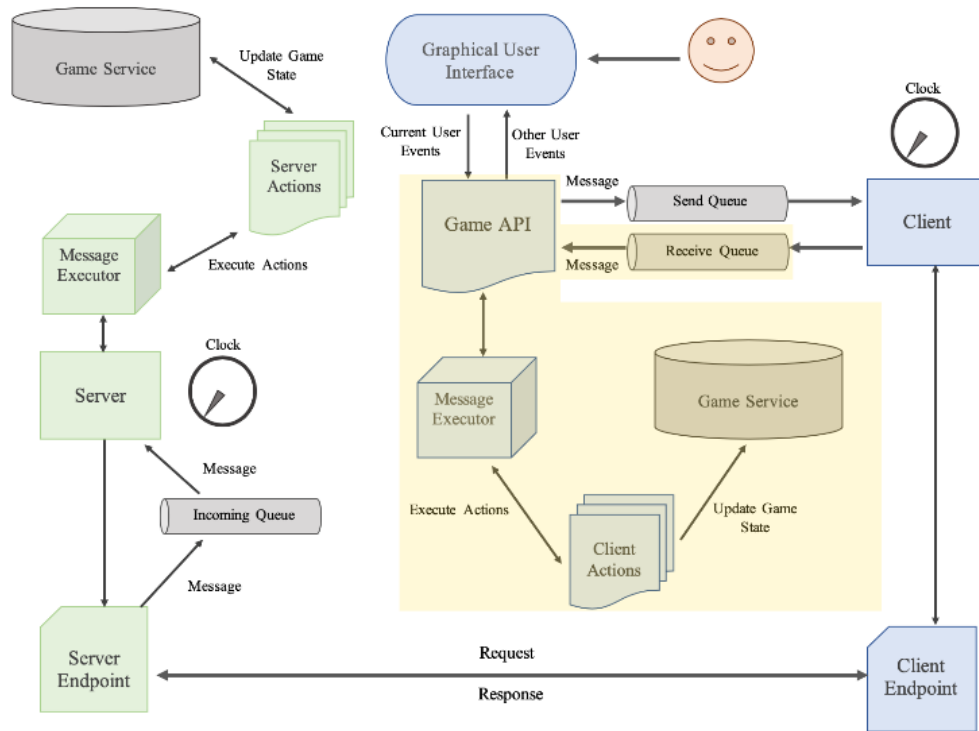 Game Service
Update Game
State
Graphical User
Interface
Clock
Current User
Events
Other User
Events
Server
Actions
Message
Send Queue
Game API
Client
Message
Executor
Execute Actions
Receive Queue
Message
Clock
Server
Message
Executor
Game Service
Message
Incoming Queue
Execute Actions
Update Game
State
Client
Actions
Message
Server
Endpoint
Request
Response
Client
Endpoint